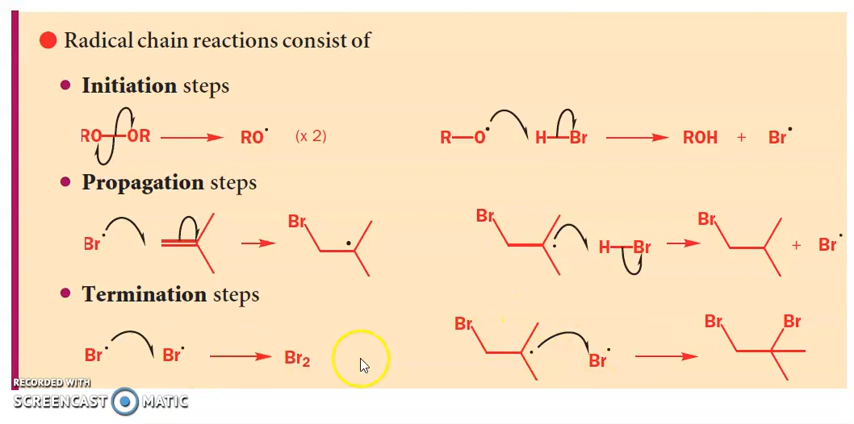 Radical chain reactions consist of
Initiation steps
RO OR RO• (x 2) R O• H Br ROH + Br•
Propagation steps
Br• Br • Br • H Br Br + Br•
Termination steps
Br• Br• Br2 Br • Br• Br Br
RECORDED WITH
SCREENCAST MATIC